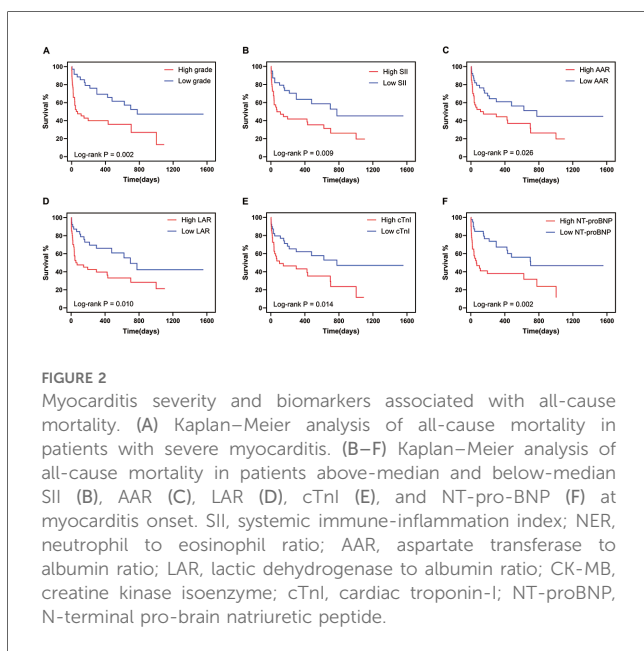 A
High grade
Low grade
Survival %
100
80
60
40
20
0
Log-rank P = 0.002
0 400 800 1200 1600
Time(days)
B
High SII
Low SII
Survival %
100
80
60
40
20
0
Log-rank P = 0.009
0 400 800 1200 1600
Time(days)
C
High AAR
Low AAR
Survival %
100
80
60
40
20
0
Log-rank P = 0.026
0 400 800 1200 1600
Time(days)
D
High LAR
Low LAR
Survival %
100
80
60
40
20
0
Log-rank P = 0.010
0 400 800 1200 1600
Time(days)
E
High cTnI
Low cTnI
Survival %
100
80
60
40
20
0
Log-rank P = 0.014
0 400 800 1200 1600
Time(days)
F
High NT-proBNP
Low NT-proBNP
Survival %
100
80
60
40
20
0
Log-rank P = 0.002
0 400 800 1200 1600
Time(days)
FIGURE 2
Myocarditis severity and biomarkers associated with all-cause
mortality. (A) Kaplan–Meier analysis of all-cause mortality in
patients with severe myocarditis. (B–F) Kaplan–Meier analysis of
all-cause mortality in patients above-median and below-median
SII (B), AAR (C), LAR (D), cTnI (E), and NT-pro-BNP (F) at
myocarditis onset. SII, systemic immune-inflammation index; NER,
neutrophil to eosinophil ratio; AAR, aspartate transferase to
albumin ratio; LAR, lactic dehydrogenase to albumin ratio; CK-MB,
creatine kinase isoenzyme; cTnI, cardiac troponin-I; NT-proBNP,
N-terminal pro-brain natriuretic peptide.